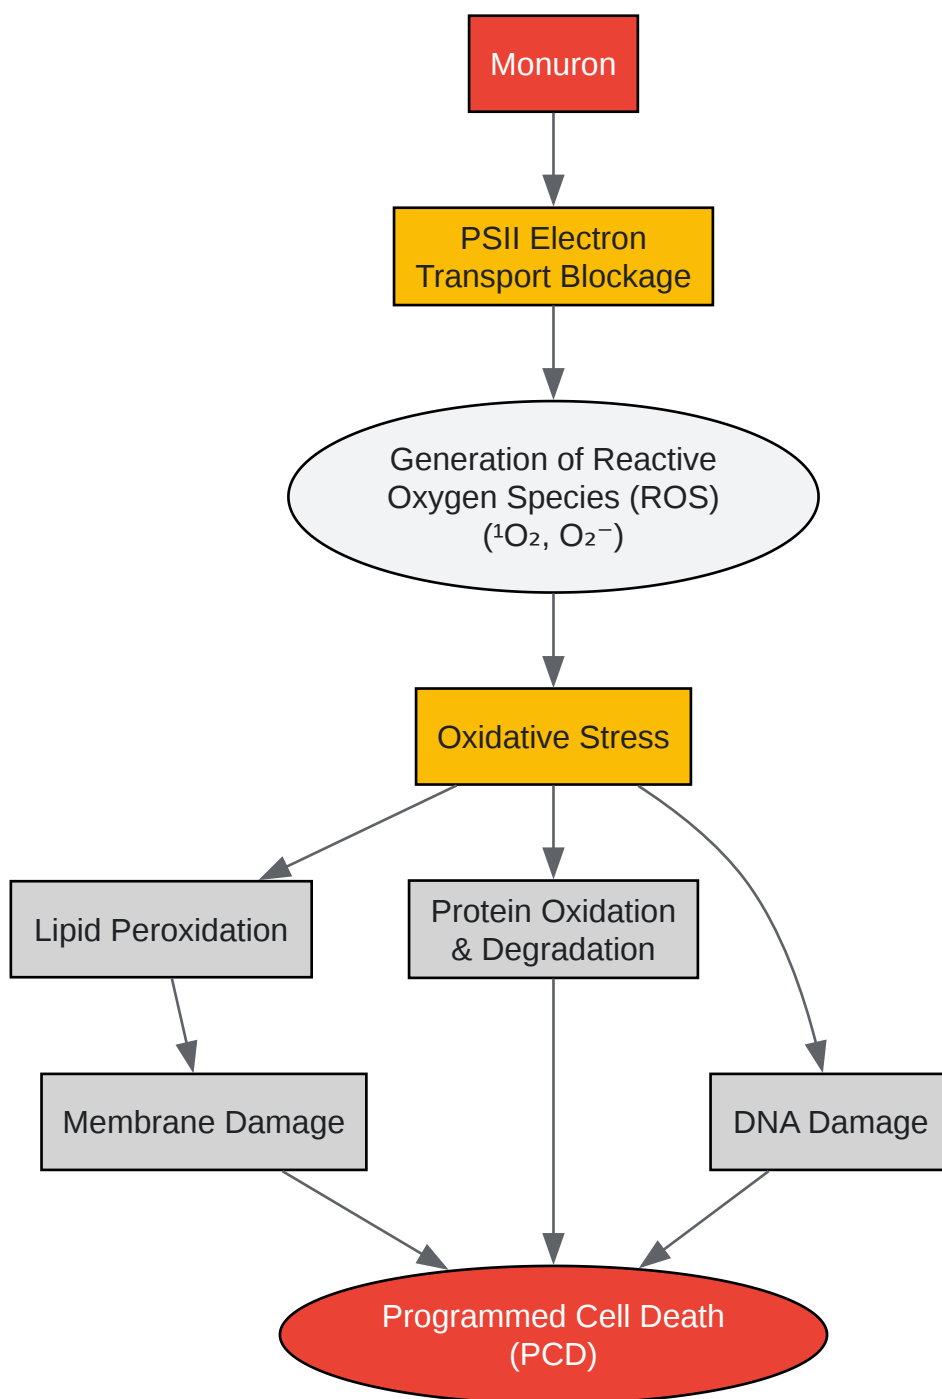 Monuron
PSII Electron
Transport Blockage
Generation of Reactive
Oxygen Species (ROS)
(¹O₂, O₂⁻)
Oxidative Stress
Lipid Peroxidation
Protein Oxidation
& Degradation
Membrane Damage
DNA Damage
Programmed Cell Death
(PCD)